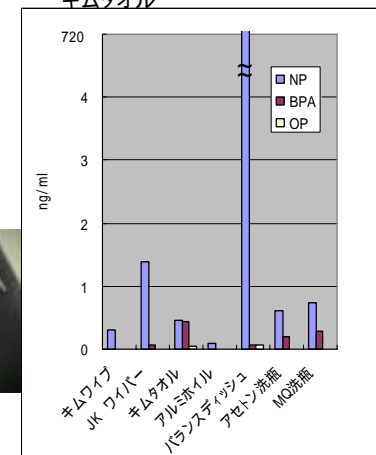 キムタオル
720
4
3
2
1
0
ng/ml
NP
BPA
OP
キムワイプ
JK ワイパー
キムタオル
アルミホイル
バランスディッシュ
アセトン洗瓶
MQ洗瓶